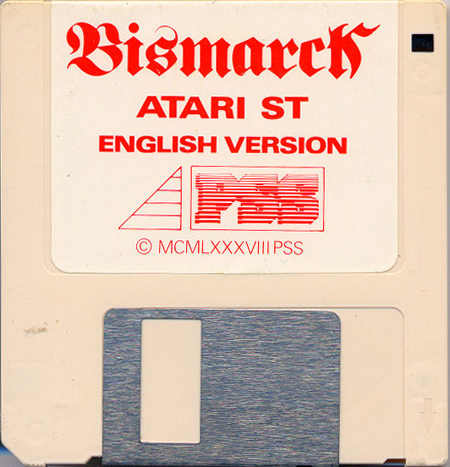 Bismarck
ATARI ST
ENGLISH VERSION
PSS
© MCMLXXXVIII PSS